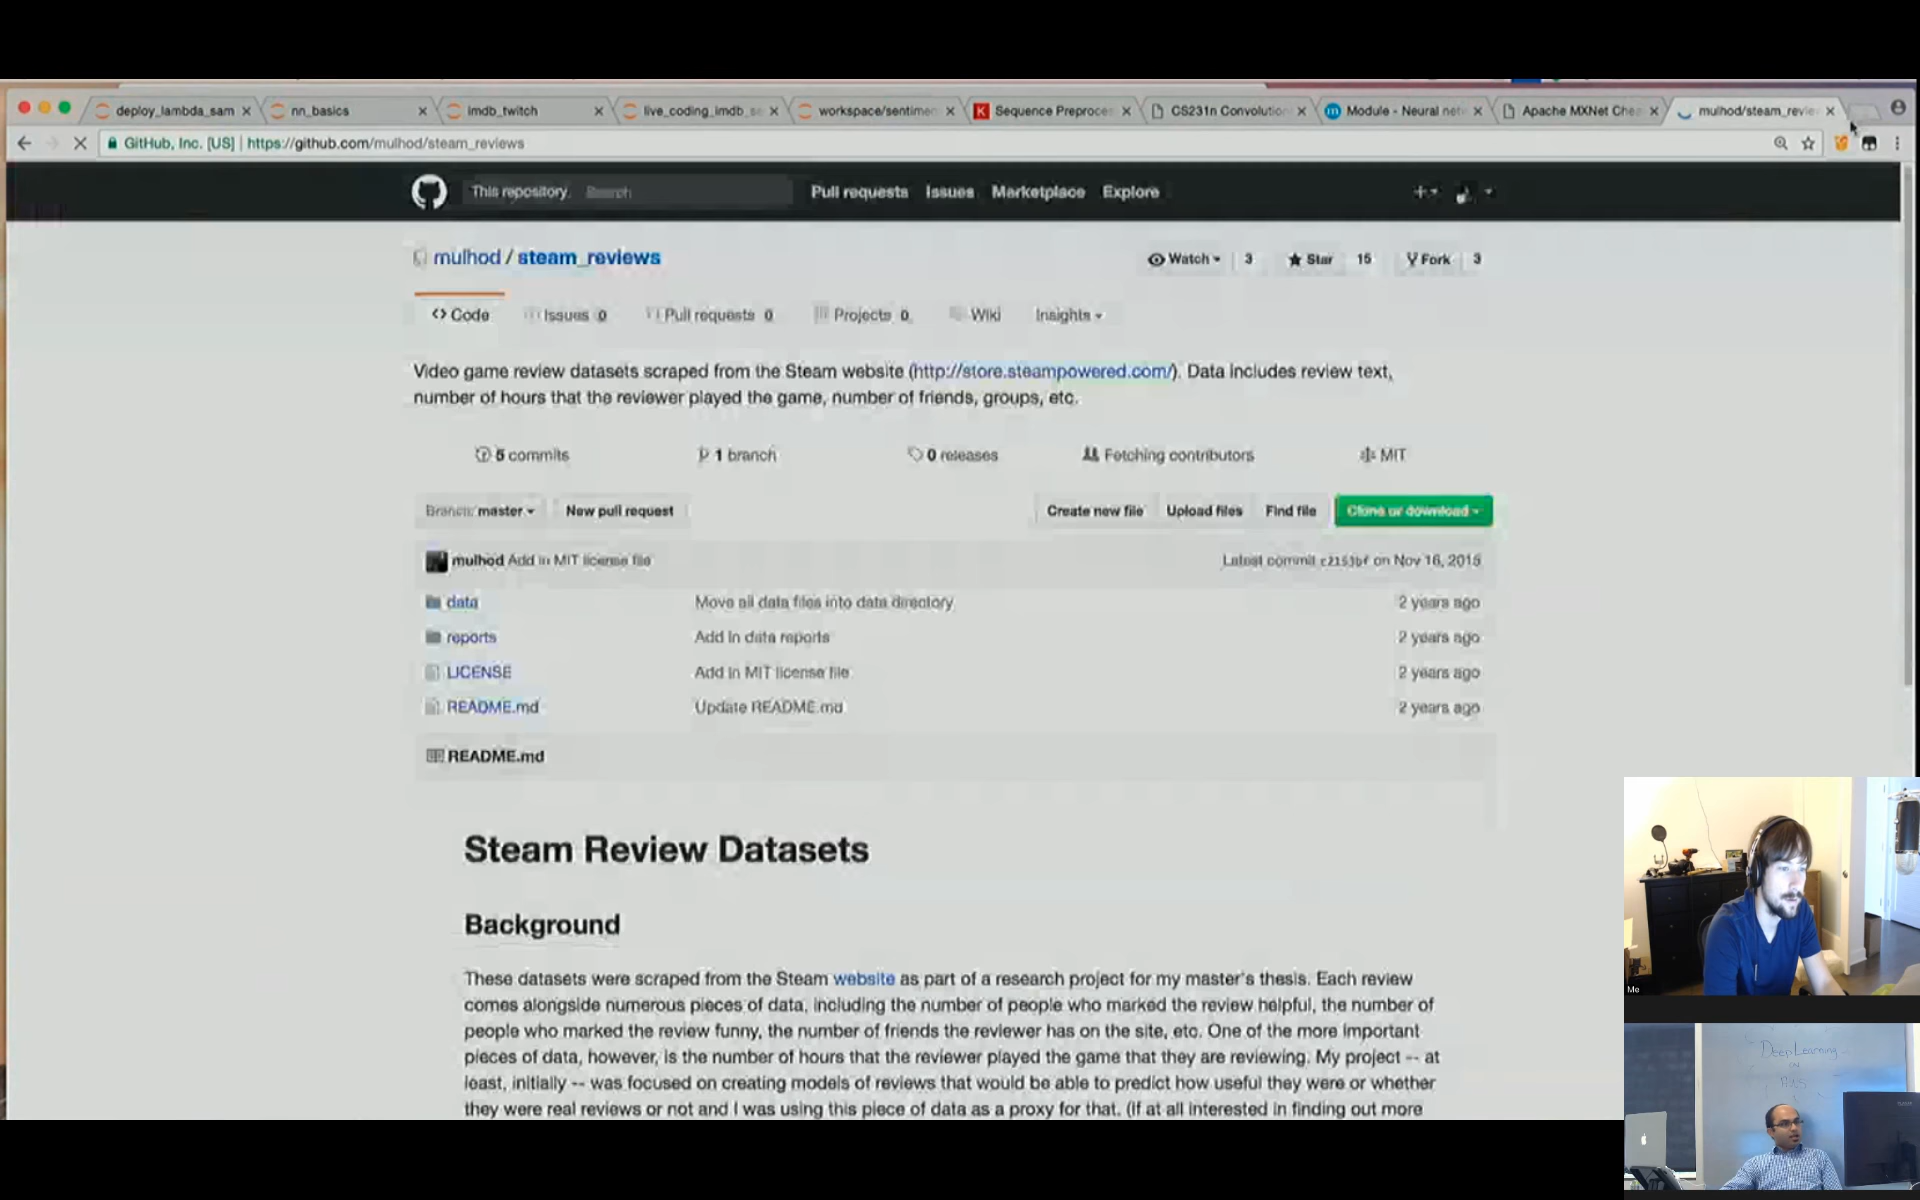 deploy_lambda_sam
nn_basics
imdb_twitch
live_coding_imdb_se
workspace/sentimen
Sequence Preproces
CS231n Convolution
Module - Neural netw
Apache MXNet Chea
mulhod/steam_revie
GitHub, Inc. [US] | https://github.com/mulhod/steam_reviews
This repository Search
Pull requests Issues Marketplace Explore
mulhod / steam_reviews
Watch 3 Star 15 Fork 3
Code Issues 0 Pull requests 0 Projects 0 Wiki Insights
Video game review datasets scraped from the Steam website (http://store.steampowered.com/). Data includes review text,
number of hours that the reviewer played the game, number of friends, groups, etc.
5 commits 1 branch 0 releases Fetching contributors MIT
Branch: master New pull request Create new file Upload files Find file Clone or download
mulhod Add in MIT license file Latest commit c2153bf on Nov 16, 2015
data Move all data files into data directory 2 years ago
reports Add in data reports 2 years ago
LICENSE Add in MIT license file 2 years ago
README.md Update README.md 2 years ago
README.md
Steam Review Datasets
Background
These datasets were scraped from the Steam website as part of a research project for my master's thesis. Each review
comes alongside numerous pieces of data, including the number of people who marked the review helpful, the number of
people who marked the review funny, the number of friends the reviewer has on the site, etc. One of the more important
pieces of data, however, is the number of hours that the reviewer played the game that they are reviewing. My project -- at
least, initially -- was focused on creating models of reviews that would be able to predict how useful they were or whether
they were real reviews or not and I was using this piece of data as a proxy for that. (If at all interested in finding out more
Me
Deep Learning